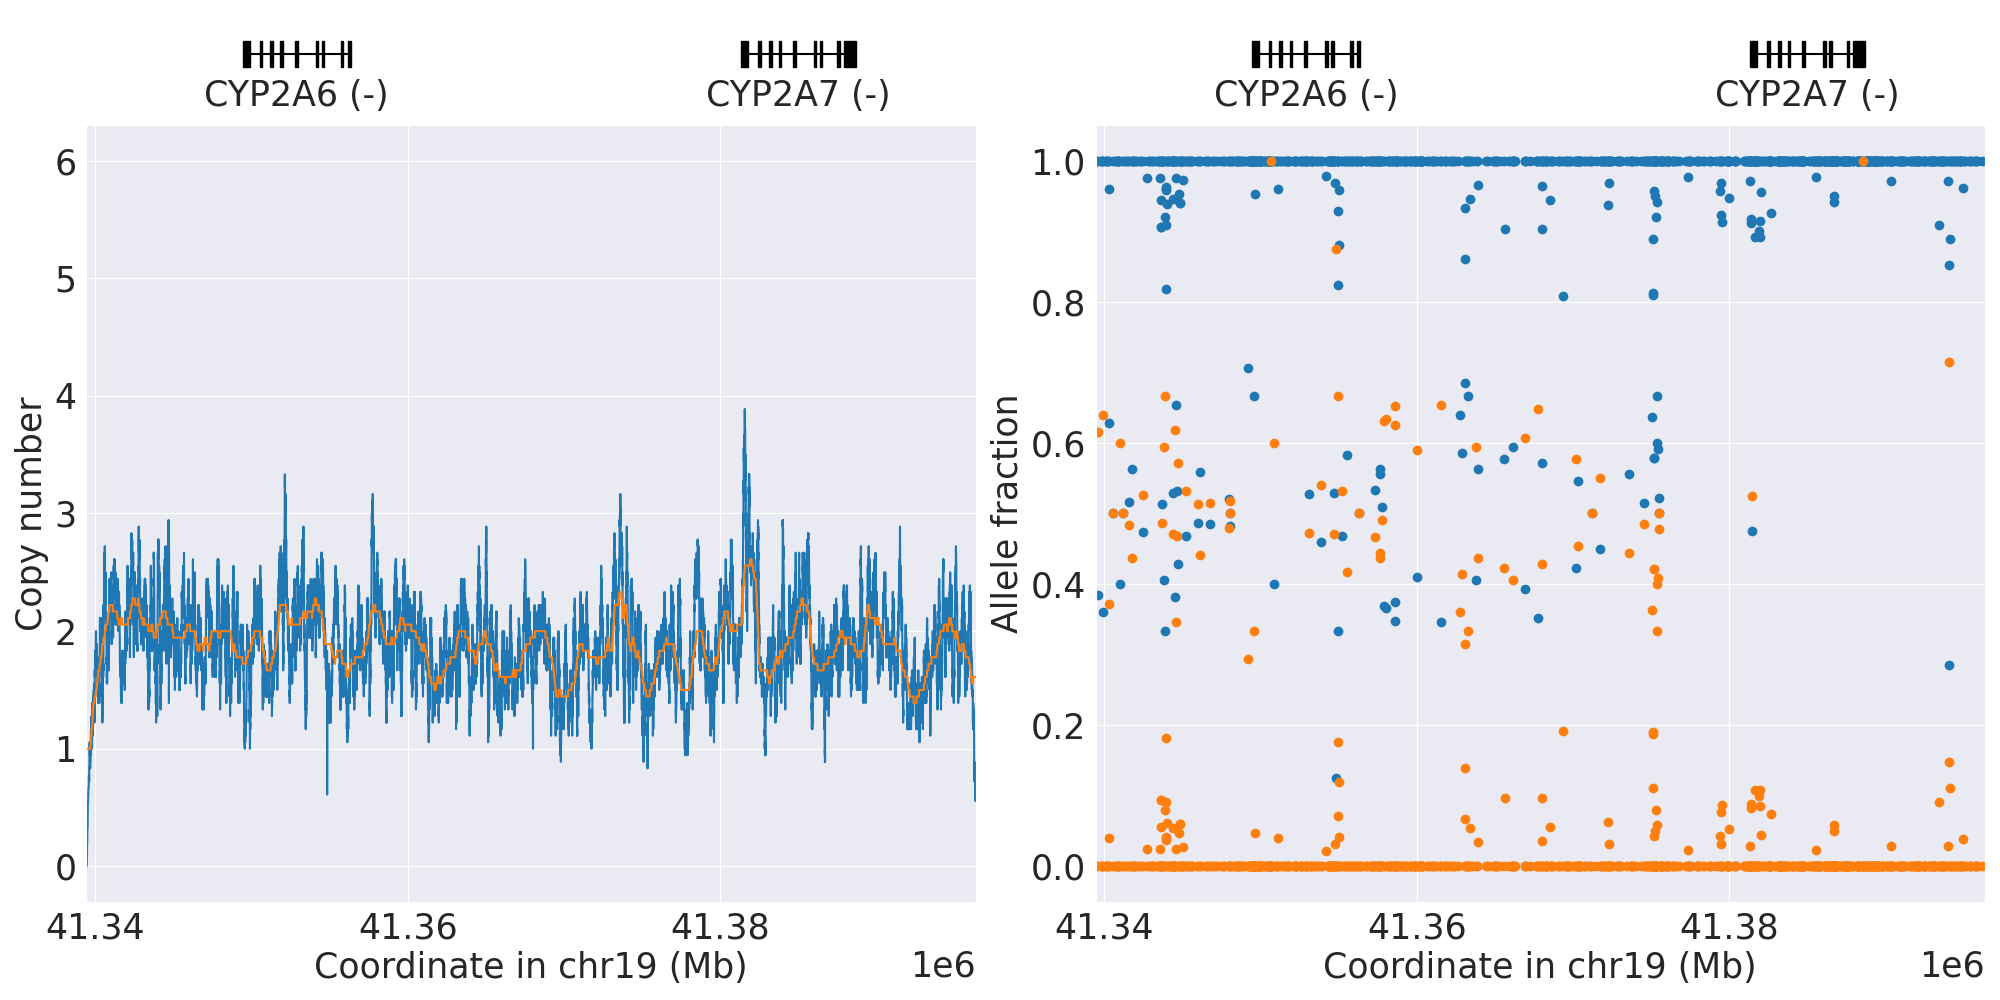 CYP2A6 (-)
CYP2A7 (-)
6
5
4
3
2
1
0
Copy number
41.34
41.36
41.38
Coordinate in chr19 (Mb)
1e6
CYP2A6 (-)
CYP2A7 (-)
1.0
0.8
0.6
0.4
0.2
0.0
Allele fraction
41.34
41.36
41.38
Coordinate in chr19 (Mb)
1e6